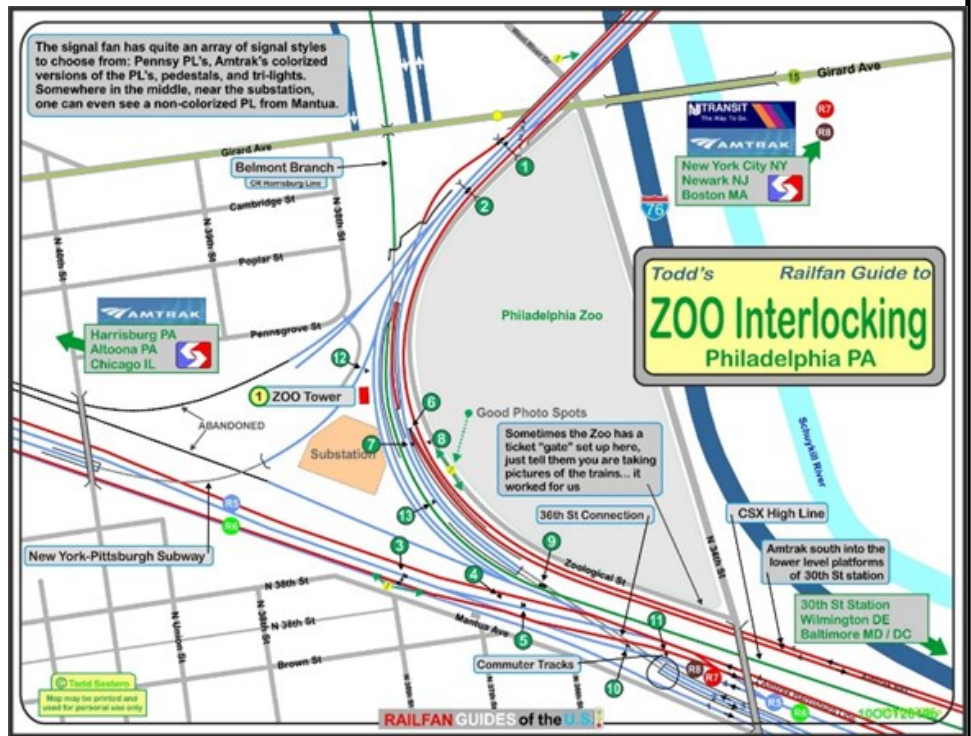 The signal fan has quite an array of signal styles
to choose from: Pennsy PL's, Amtrak's colorized
versions of the PL's, pedestals, and tri-lights.
Somewhere in the middle, near the substation,
one can even see a non-colorized PL from Mantua.
15
Girard Ave
Girard Ave
NJ TRANSIT
The Way To Go.
AMTRAK
R7
R8
New York City NY
Newark NJ
Boston MA
Belmont Branch
OR Harrisburg Line
1
2
76
Cambridge St
N 40th St
N 39th St
N 38th St
Poplar St
Todd's Railfan Guide to
ZOO Interlocking
Philadelphia PA
AMTRAK
Harrisburg PA
Altoona PA
Chicago IL
Pennsgrove St
Philadelphia Zoo
12
1 ZOO Tower
6
ABANDONED
7
8
Good Photo Spots
Substation
Sometimes the Zoo has a
ticket "gate" set up here,
just tell them you are taking
pictures of the trains... it
worked for us
Schuykill River
R5
R6
13
36th St Connection
CSX High Line
New York-Pittsburgh Subway
3
9
Zoological St
N 34th St
Amtrak south into the
lower level platforms
of 30th St station
4
N 38th St
N 38th St
N 38th St
N Union St
Mantua Ave
5
11
30th St Station
Wilmington DE
Baltimore MD / DC
Brown St
Commuter Tracks
10
R8
R7
R5
R6
© Todd Sestero
Map may be printed and
used for personal use only
RAILFAN GUIDES of the U.S.